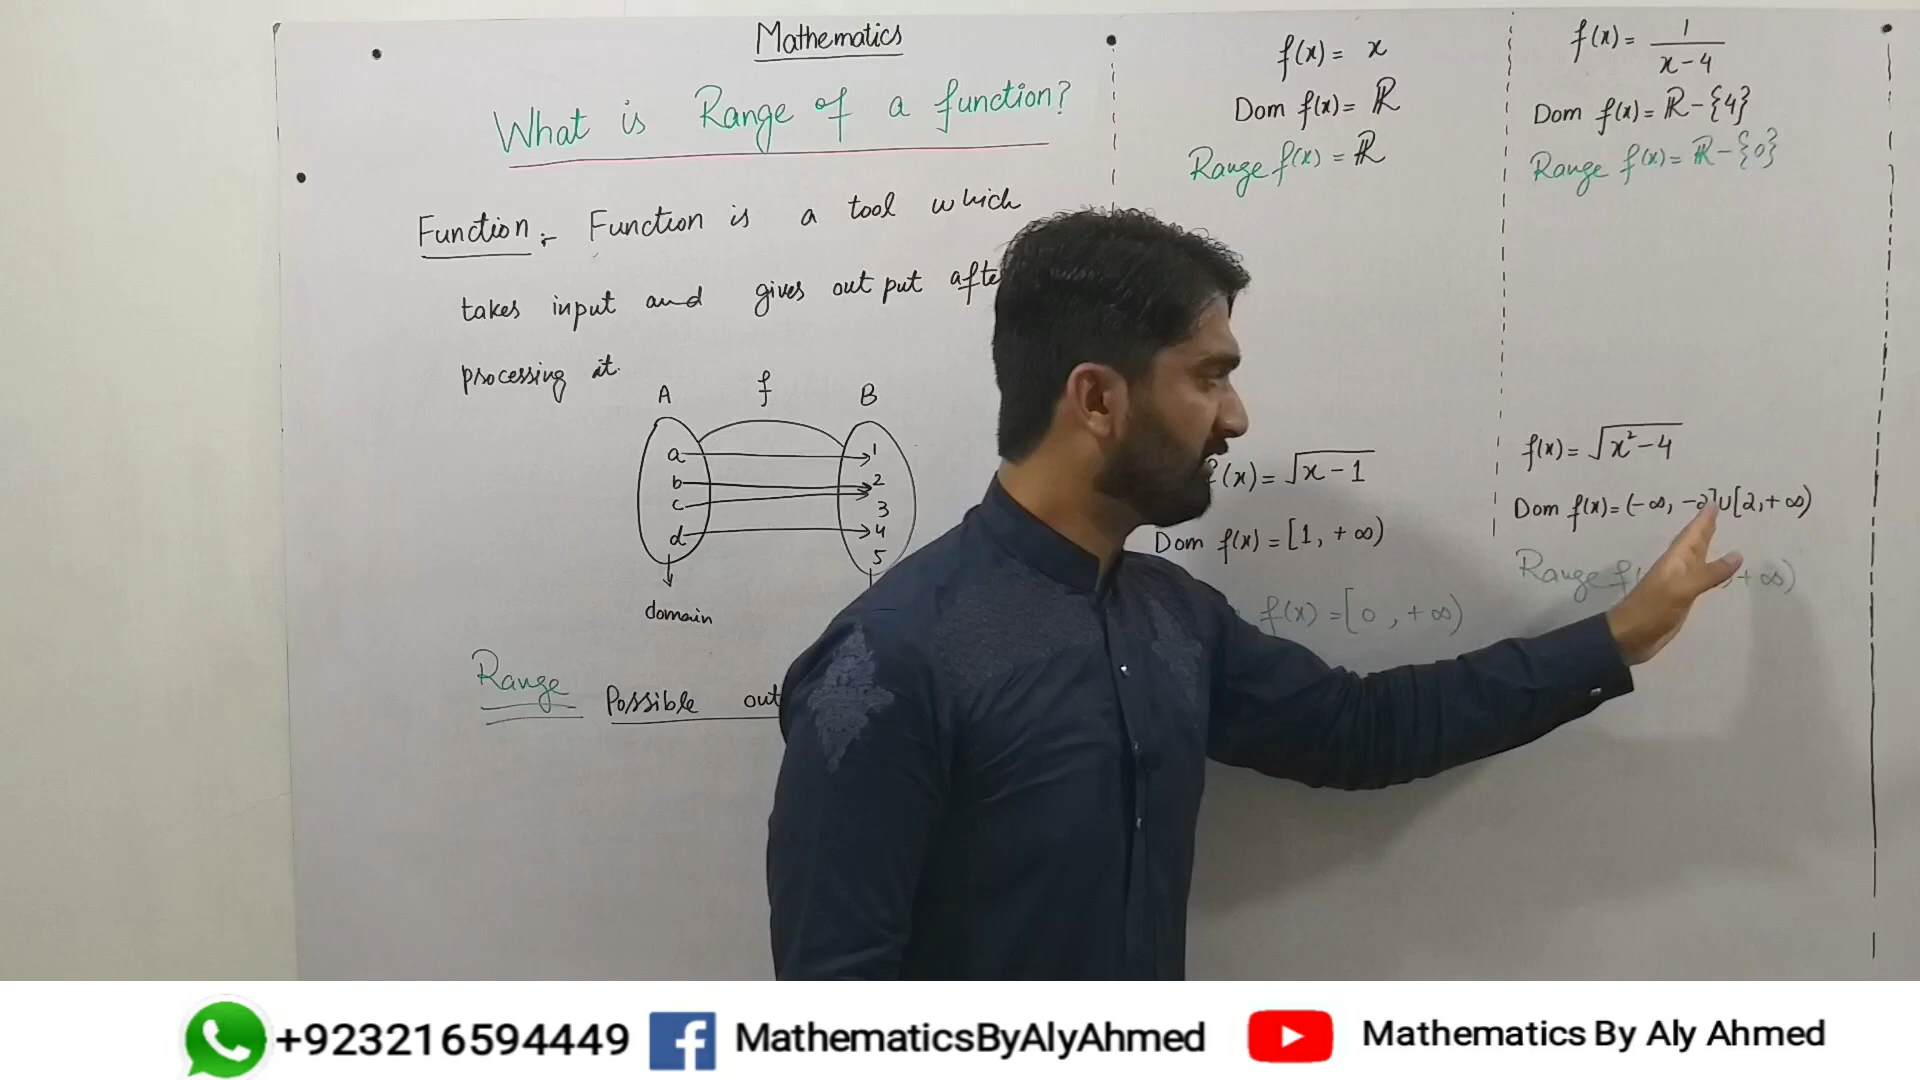 Mathematics
What is Range of a function?
Function :- Function is a tool which
takes input and gives out put afte
processing it.
A f B
a 1
b 2
c 3
d 4
5
domain
Range Possible out
f(x) = x
Dom f(x) = ℝ
Range f(x) = ℝ
f(x) = 1/(x-4)
Dom f(x) = ℝ - {4}
Range f(x) = ℝ - {0}
(x) = √(x-1)
Dom f(x) = [1, +∞)
f(x) = [0, +∞)
f(x) = √(x²-4)
Dom f(x) = (-∞, -2] ∪ [2, +∞)
Range f( +∞)
+923216594449 MathematicsByAlyAhmed Mathematics By Aly Ahmed